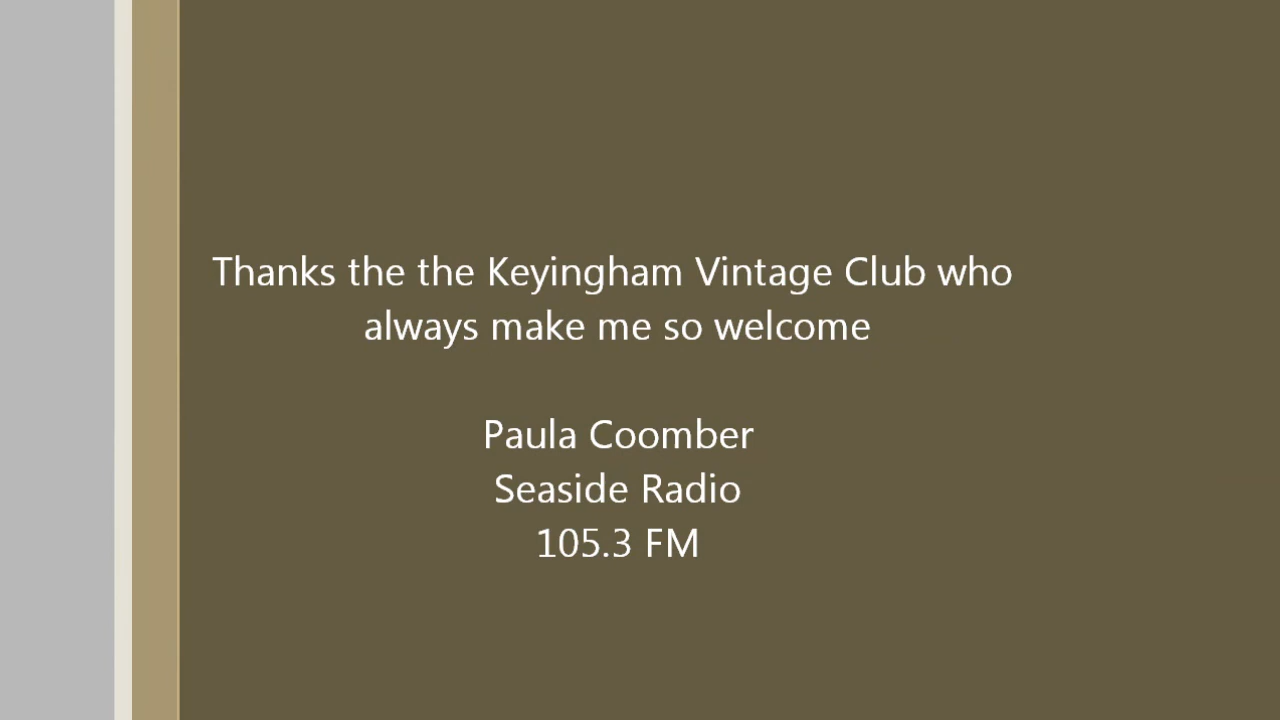 Thanks the the Keyingham Vintage Club who
always make me so welcome
Paula Coomber
Seaside Radio
105.3 FM